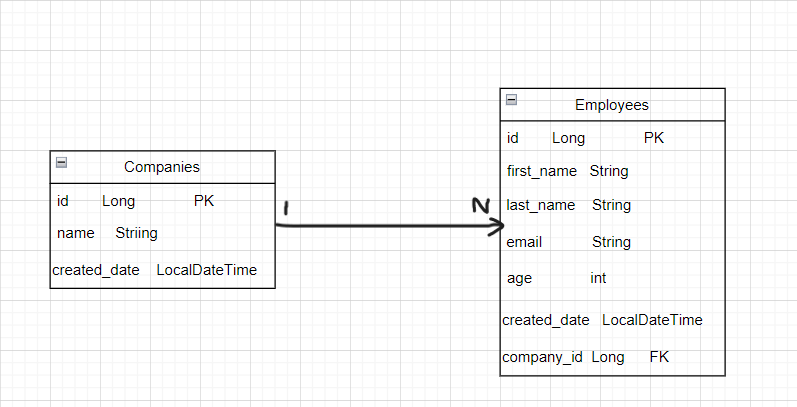 Companies
id Long PK
name Striing
created_date LocalDateTime
1 N
Employees
id Long PK
first_name String
last_name String
email String
age int
created_date LocalDateTime
company_id Long FK